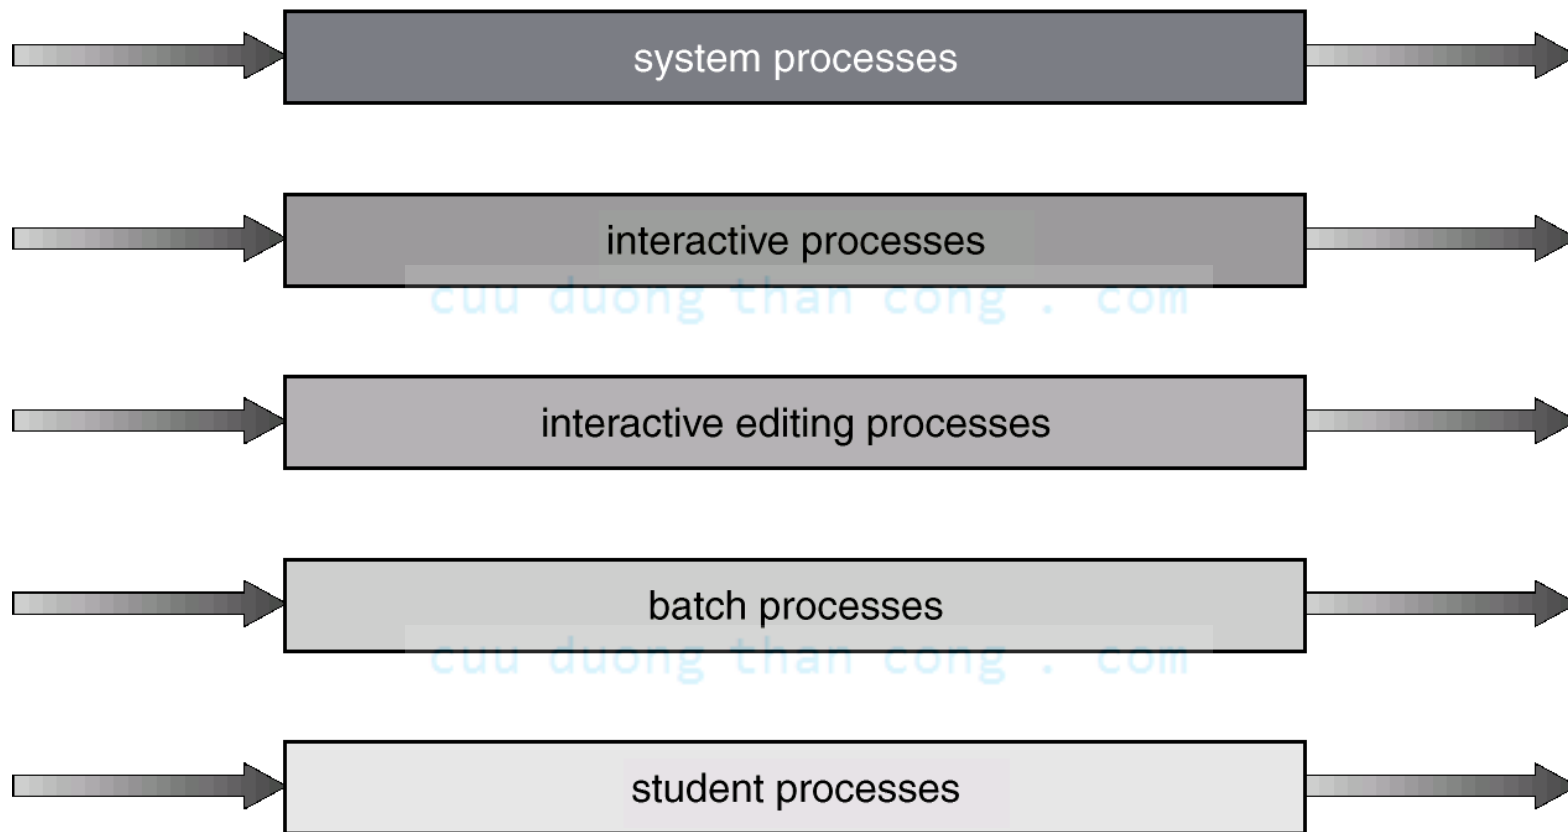 system processes
interactive processes
cuu duong than cong . com
interactive editing processes
batch processes
cuu duong than cong . com
student processes